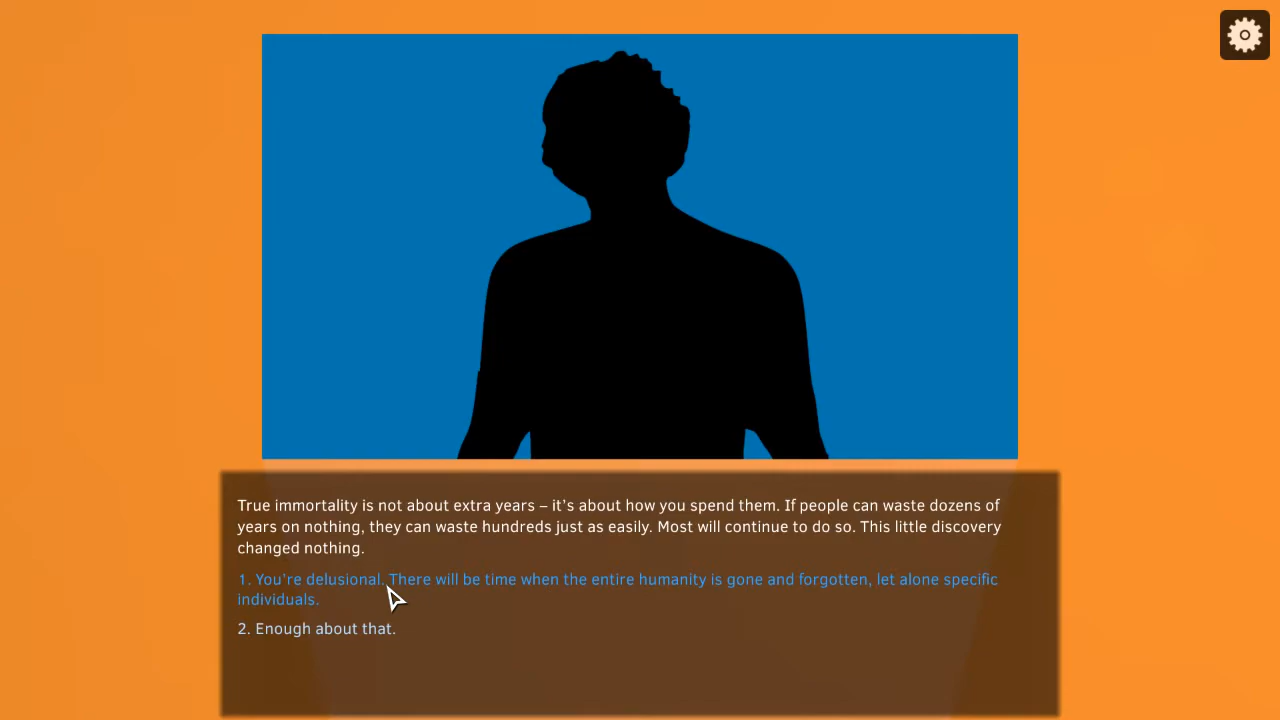 True immortality is not about extra years – it's about how you spend them. If people can waste dozens of
years on nothing, they can waste hundreds just as easily. Most will continue to do so. This little discovery
changed nothing.
1. You're delusional. There will be time when the entire humanity is gone and forgotten, let alone specific
individuals.
2. Enough about that.